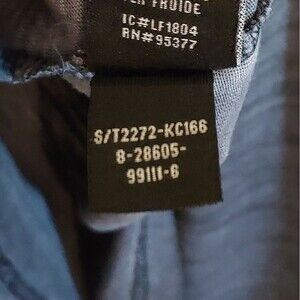 FROIDE
IC#LF1804
RN#95377
S/T2272-KC166
8-28605-
99111-6